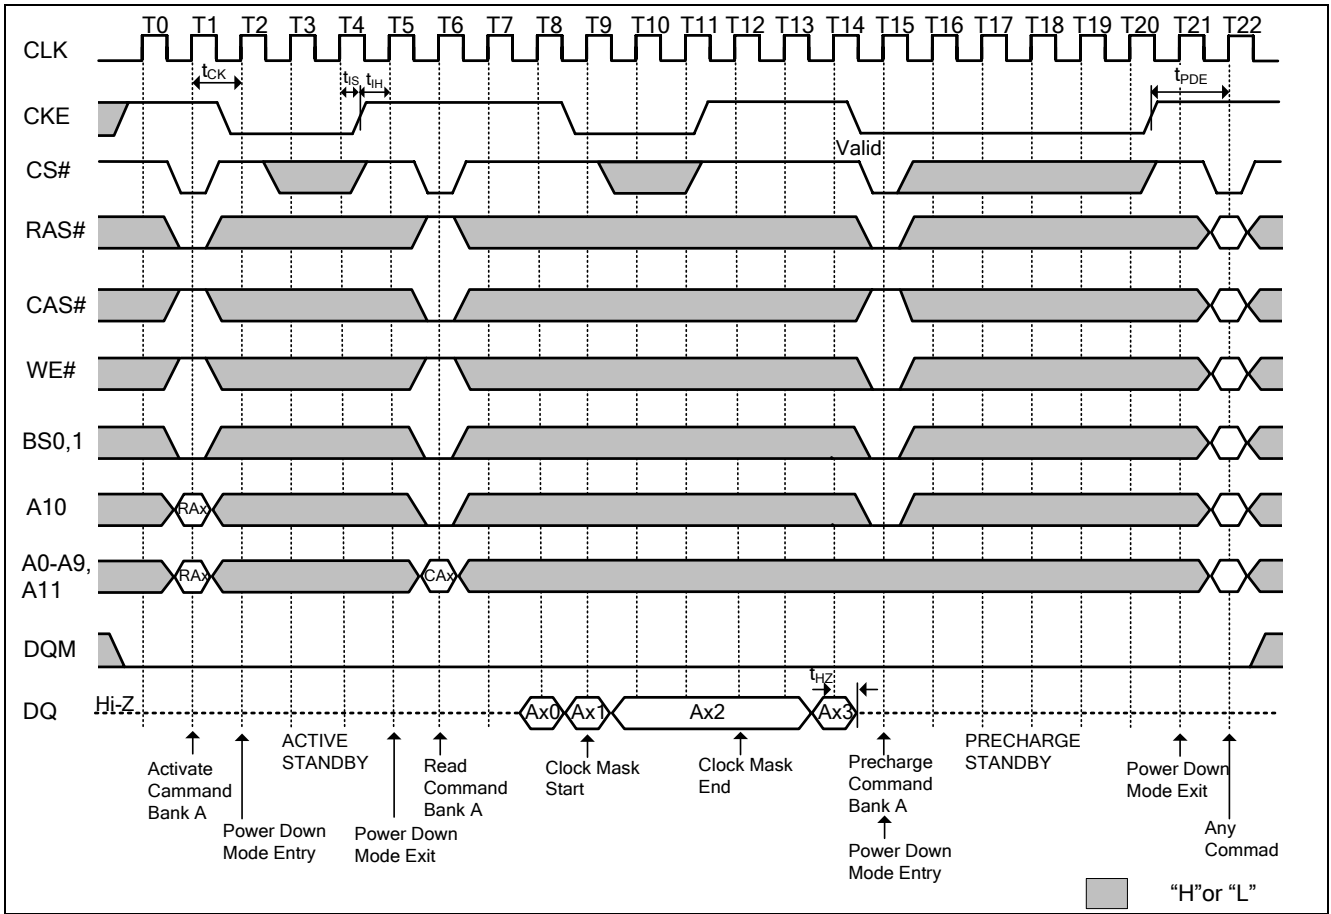 T0 T1 T2 T3 T4 T5 T6 T7 T8 T9 T10 T11 T12 T13 T14 T15 T16 T17 T18 T19 T20 T21 T22
CLK
tCK
tIS
tIH
tPDE
CKE
Valid
CS#
RAS#
CAS#
WE#
BS0,1
A10
RAx
A0-A9,
A11
RAx
CAx
DQM
tHZ
DQ
Hi-Z
Ax0
Ax1
Ax2
Ax3
Activate
Cammand
Bank A
Power Down
Mode Entry
ACTIVE
STANDBY
Power Down
Mode Exit
Read
Command
Bank A
Clock Mask
Start
Clock Mask
End
Precharge
Command
Bank A
Power Down
Mode Entry
PRECHARGE
STANDBY
Power Down
Mode Exit
Any
Commad
“H”or “L”